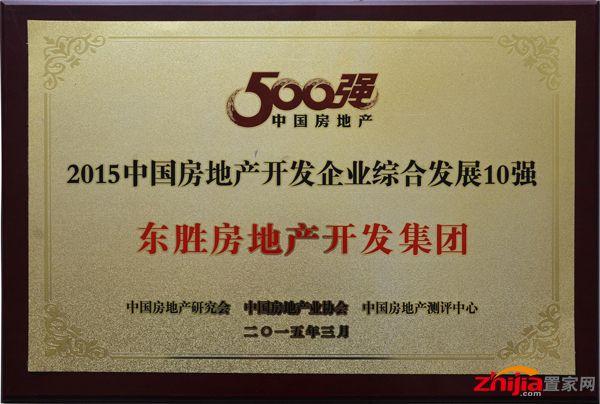 500强
中国房地产
2015中国房地产开发企业综合发展10强
东胜房地产开发集团
中国房地产研究会 中国房地产业协会 中国房地产测评中心
二〇一五年三月
zhijia置家网
.com